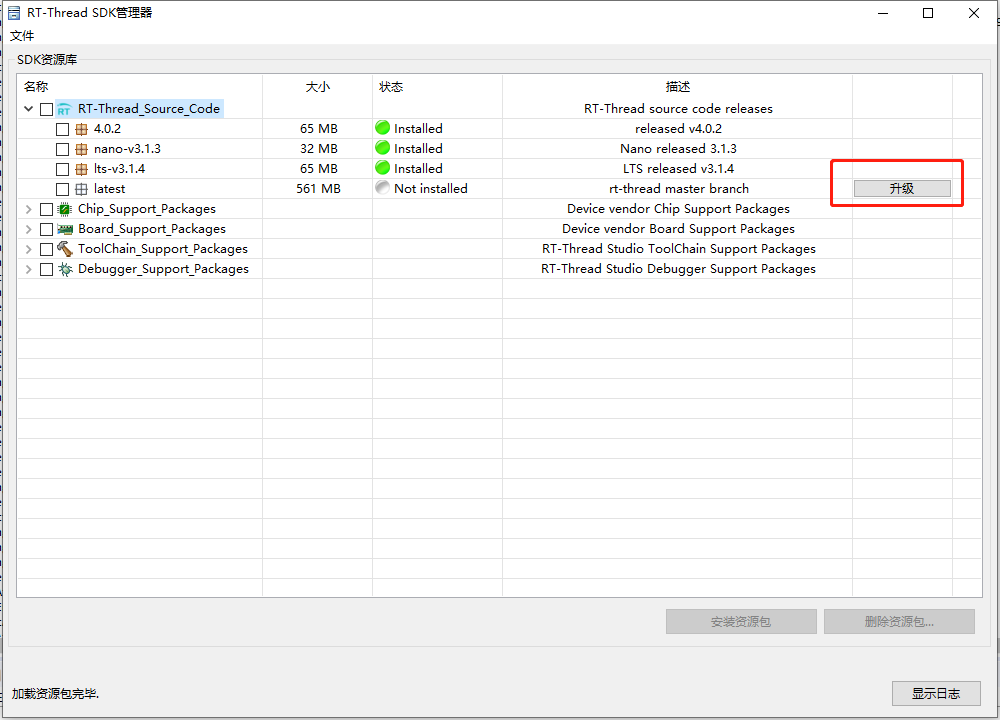 RT-Thread SDK管理器
文件
SDK资源库
名称 大小 状态 描述
RT RT-Thread_Source_Code RT-Thread source code releases
4.0.2 65 MB Installed released v4.0.2
nano-v3.1.3 32 MB Installed Nano released 3.1.3
lts-v3.1.4 65 MB Installed LTS released v3.1.4
latest 561 MB Not installed rt-thread master branch 升级
Chip_Support_Packages Device vendor Chip Support Packages
Board_Support_Packages Device vendor Board Support Packages
ToolChain_Support_Packages RT-Thread Studio ToolChain Support Packages
Debugger_Support_Packages RT-Thread Studio Debugger Support Packages
安装资源包 删除资源包...
加载资源包完毕. 显示日志